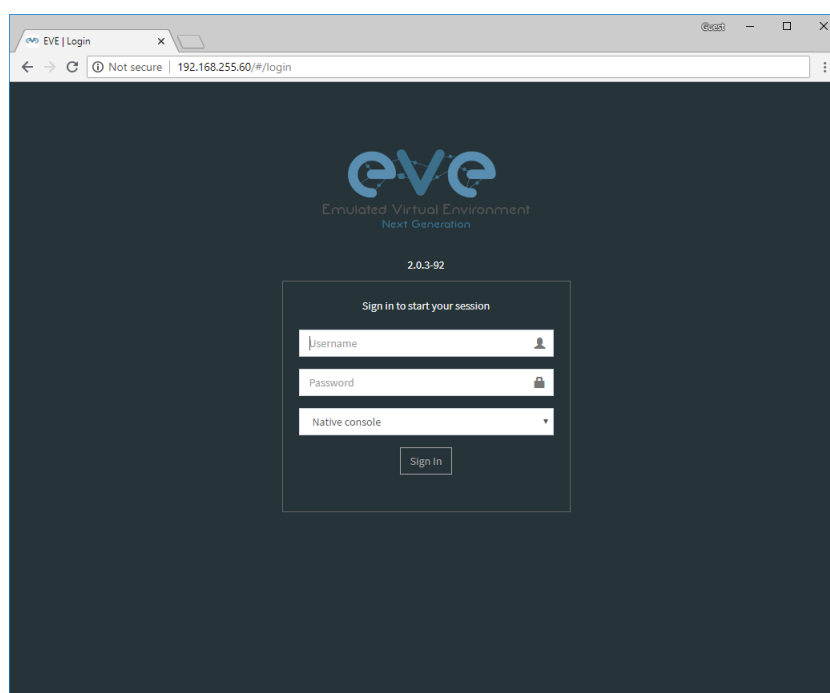 Guest
EVE | Login
Not secure | 192.168.255.60/#/login
eve
Emulated Virtual Environment
Next Generation
2.0.3-92
Sign in to start your session
Username
Password
Native console
Sign In